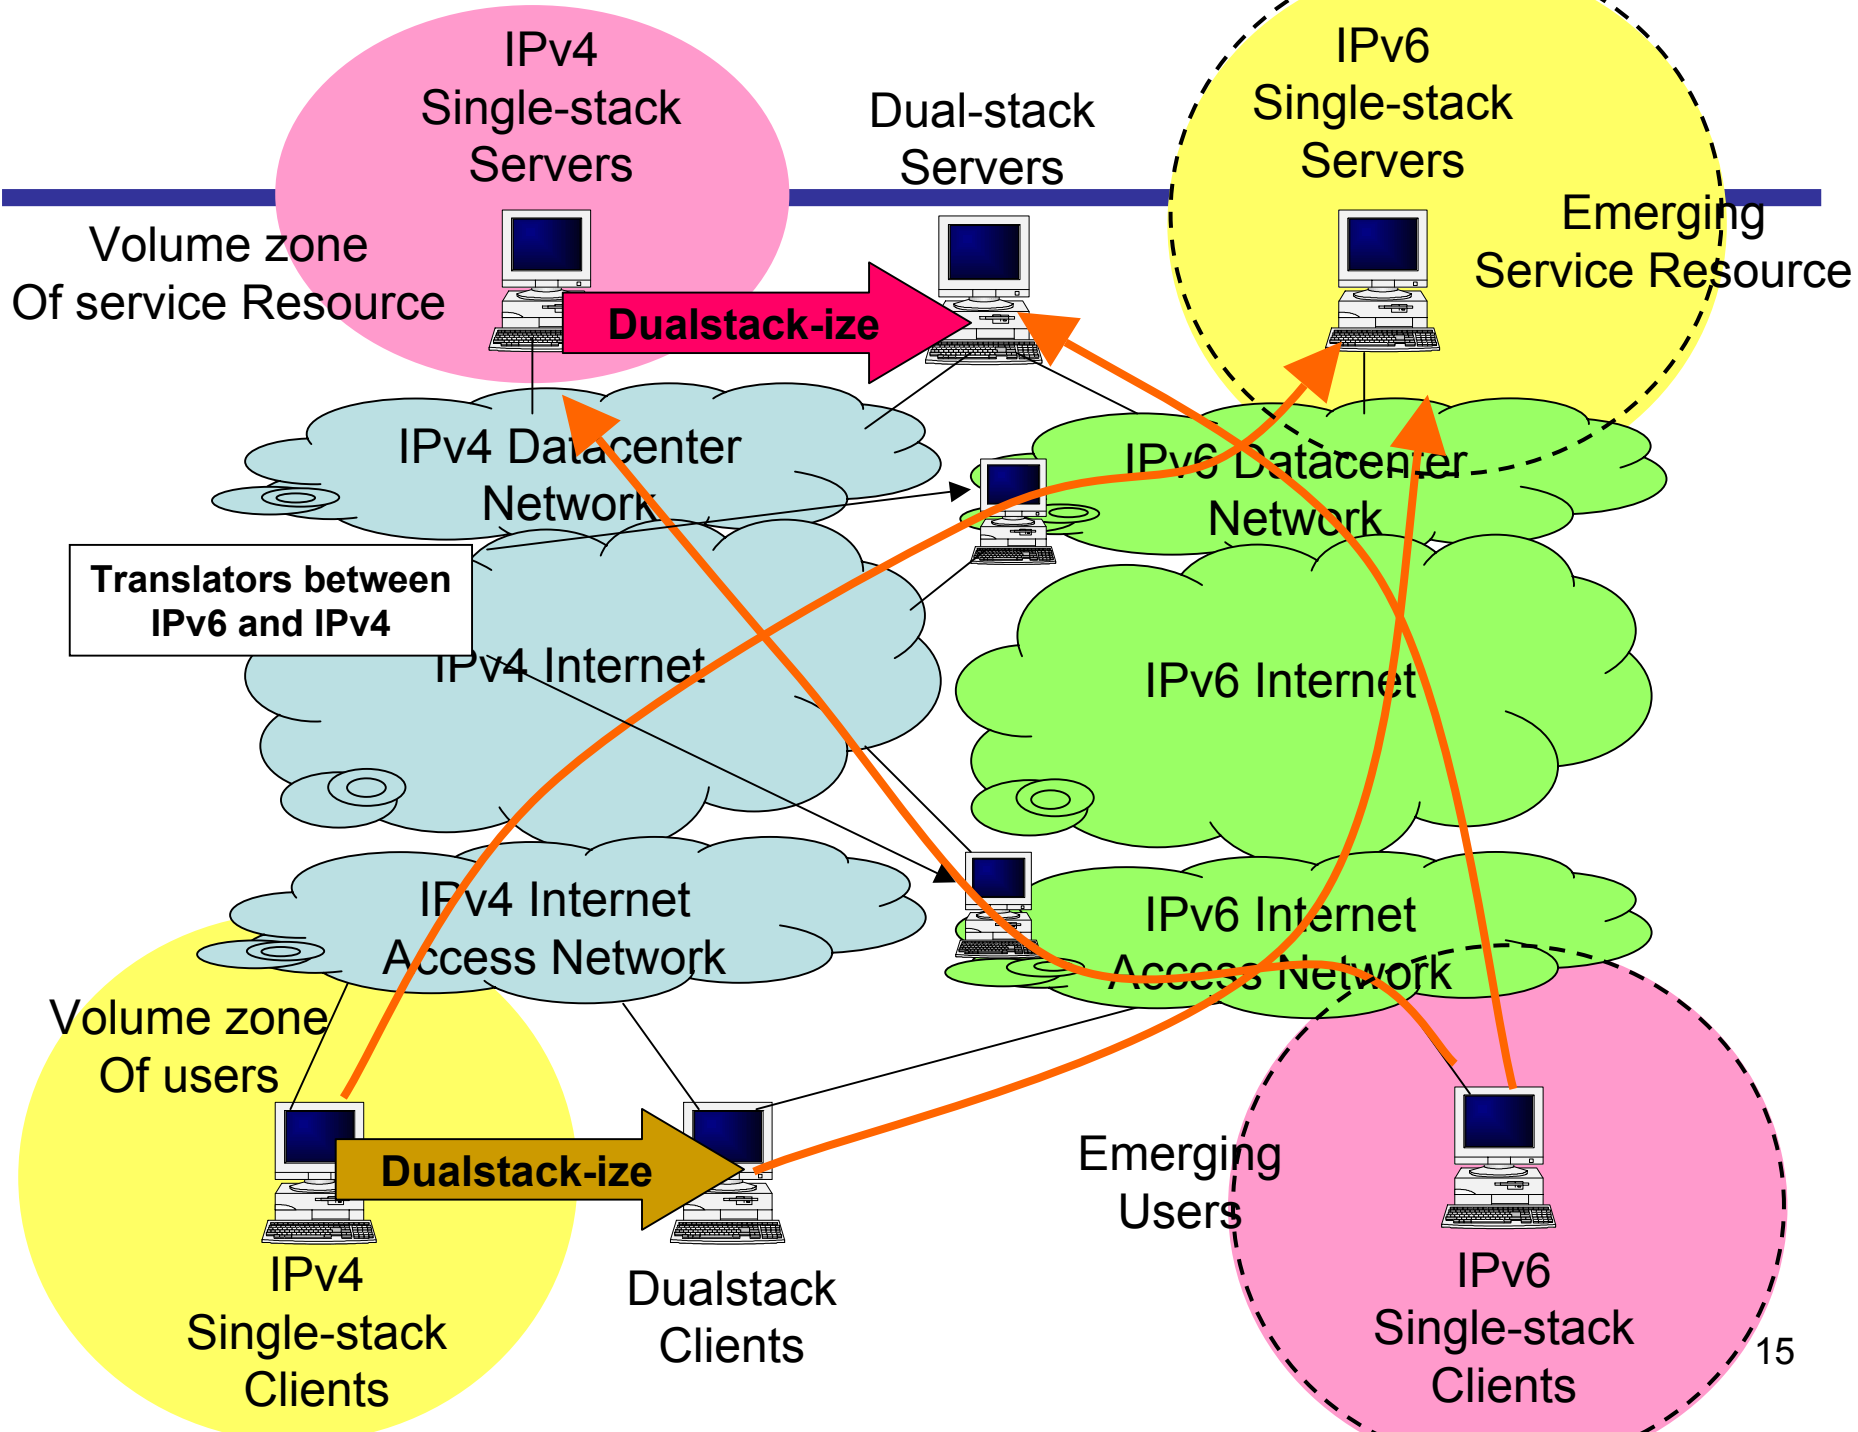 IPv4
Single-stack
Servers
Dual-stack
Servers
IPv6
Single-stack
Servers
Volume zone
Of service Resource
Emerging
Service Resource
Dualstack-ize
IPv4 Datacenter
Network
IPv6 Datacenter
Network
Translators between
IPv6 and IPv4
IPv4 Internet
IPv6 Internet
IPv4 Internet
Access Network
IPv6 Internet
Access Network
Volume zone
Of users
Dualstack-ize
Emerging
Users
IPv4
Single-stack
Clients
Dualstack
Clients
IPv6
Single-stack
Clients
15